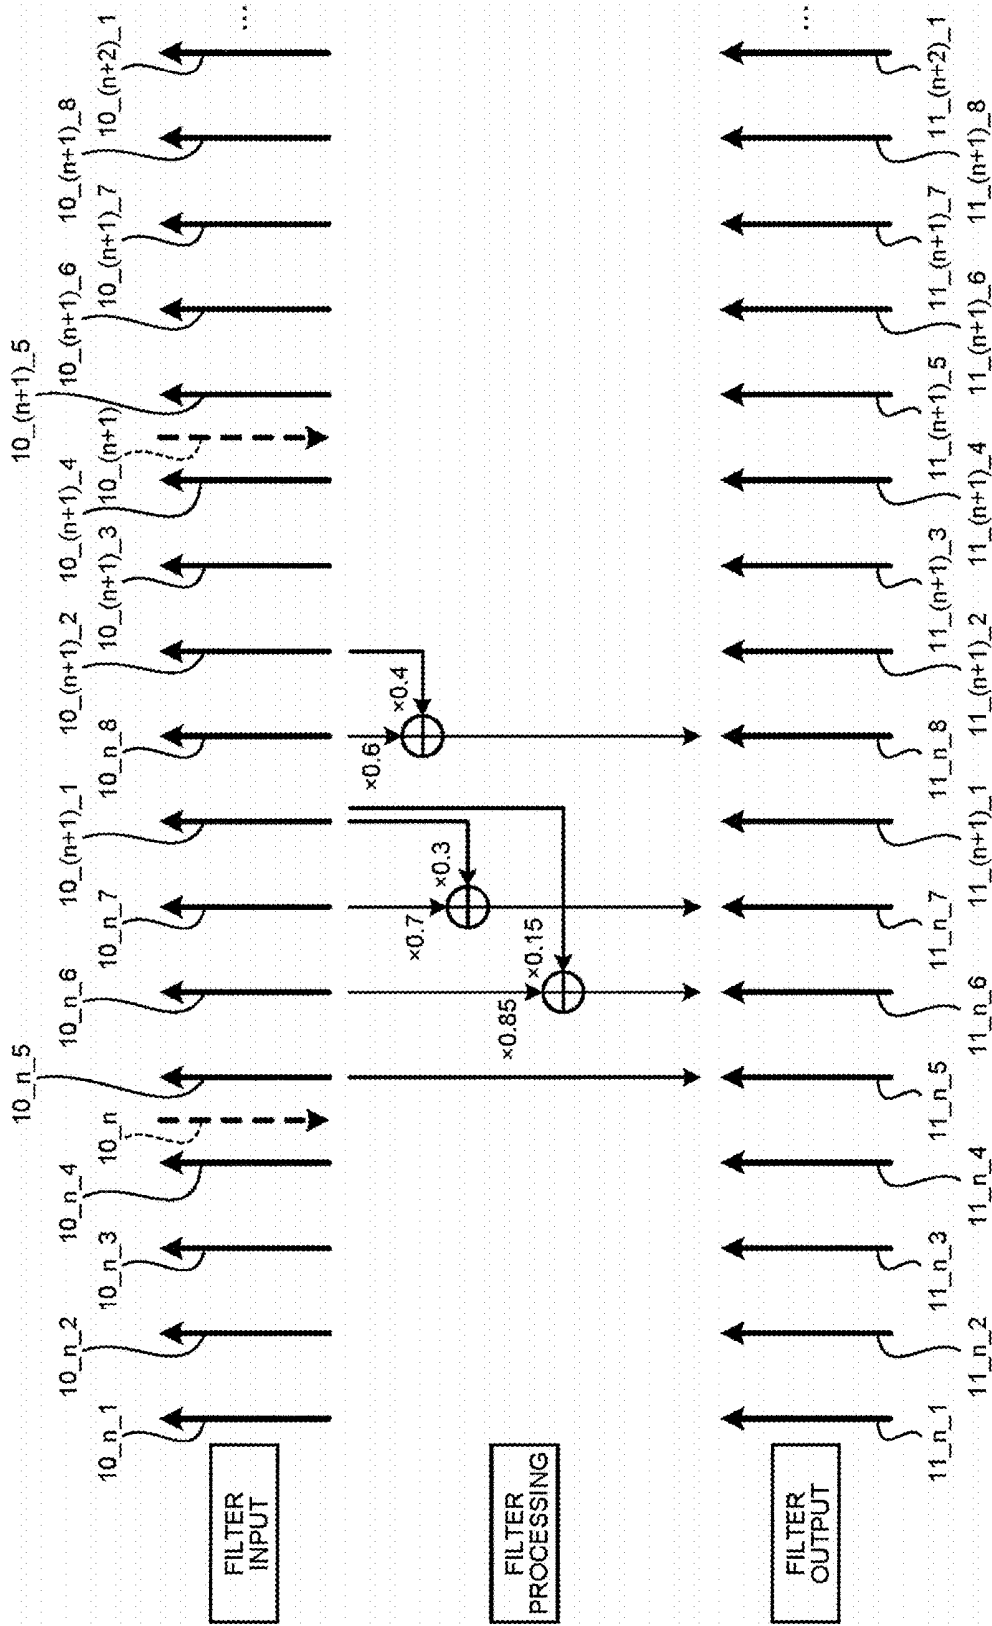 FILTER
INPUT
10_n_1
10_n_2
10_n_3
10_n_4
10_n
10_n_5
10_n_6
10_n_7
10_(n+1)_1
10_n_8
10_(n+1)_2
10_(n+1)_3
10_(n+1)_4
10_(n+1)
10_(n+1)_5
10_(n+1)_6
10_(n+1)_7
10_(n+1)_8
10_(n+2)_1
...
FILTER
PROCESSING
×0.85
×0.15
×0.7
×0.3
×0.6
×0.4
FILTER
OUTPUT
11_n_1
11_n_2
11_n_3
11_n_4
11_n_5
11_n_6
11_n_7
11_(n+1)_1
11_n_8
11_(n+1)_2
11_(n+1)_3
11_(n+1)_4
11_(n+1)_5
11_(n+1)_6
11_(n+1)_7
11_(n+1)_8
11_(n+2)_1
...